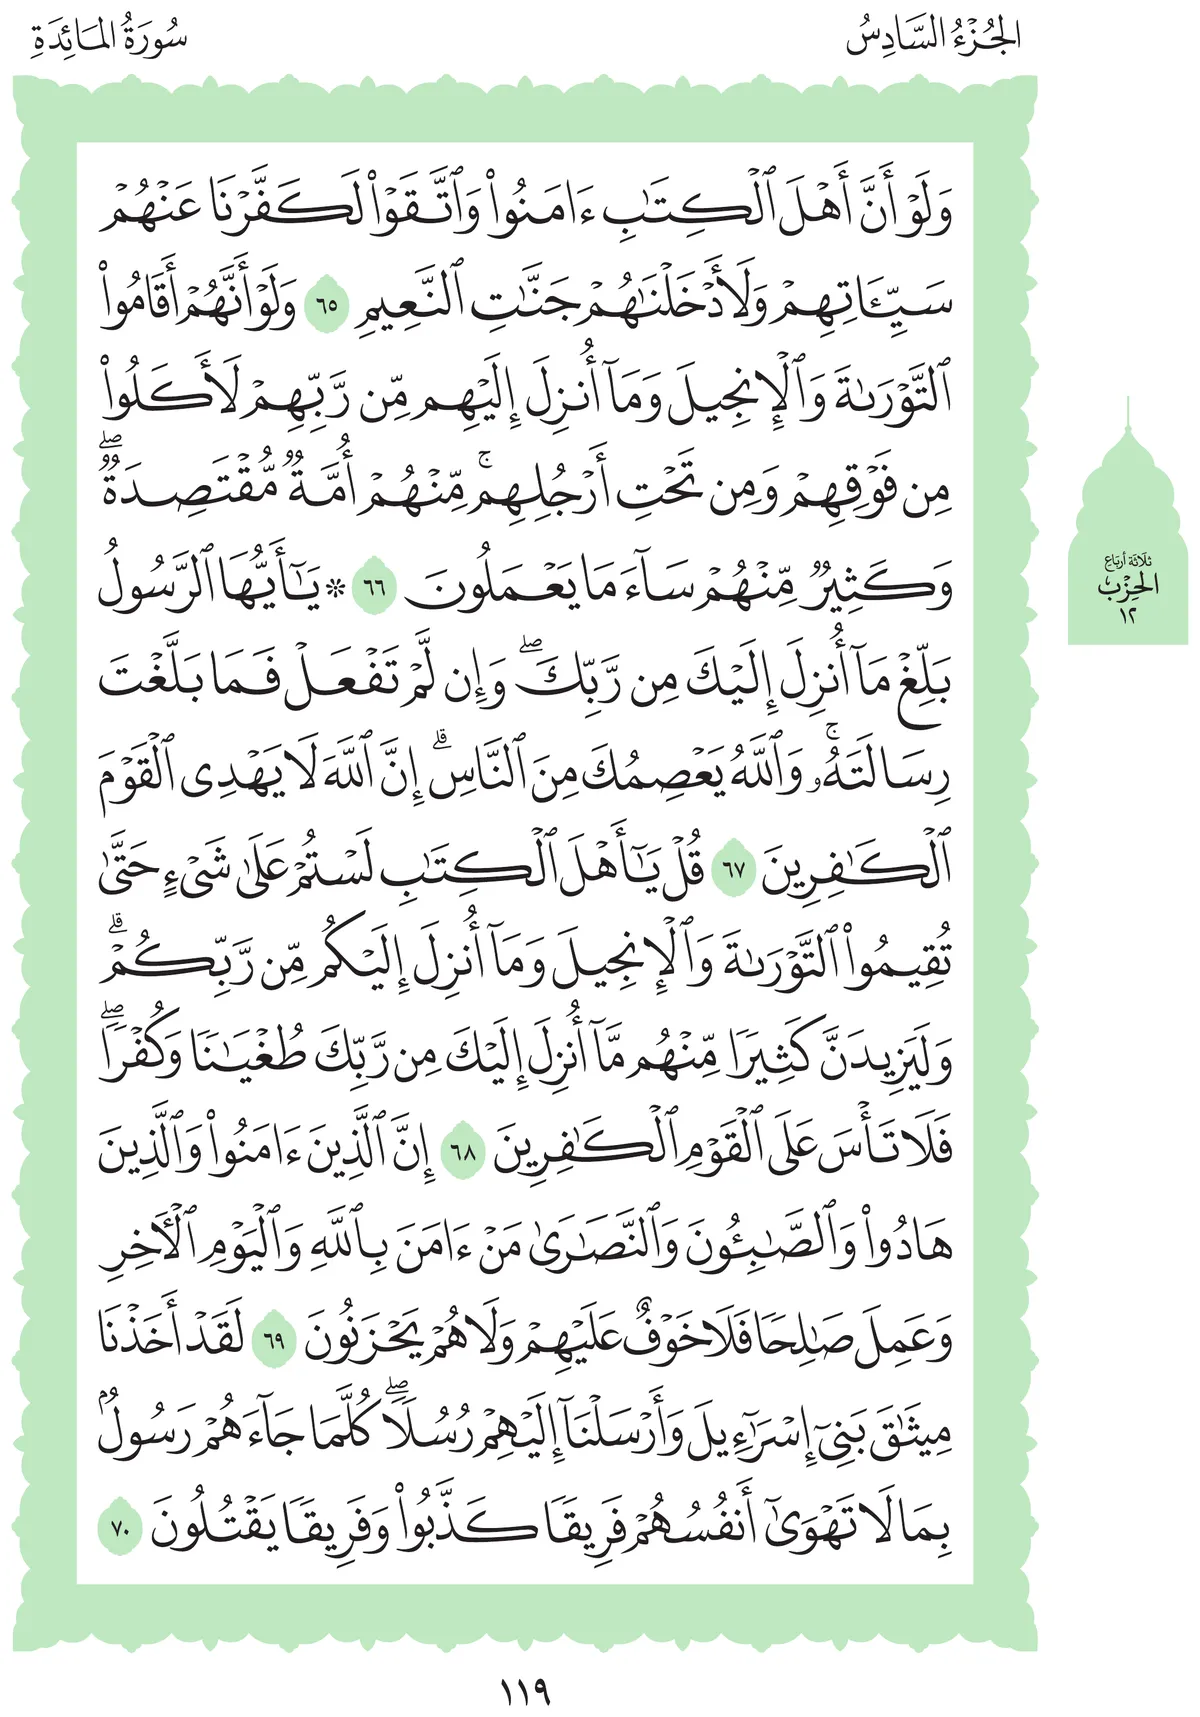 الجُزْءُ السَّادِسُ
سُورَةُ المَائِدَةِ
وَلَوۡ أَنَّ أَهۡلَ ٱلۡكِتَٰبِ ءَامَنُواْ وَٱتَّقَوۡاْ لَكَفَّرۡنَا عَنۡهُمۡ
سَيِّـَٔاتِهِمۡ وَلَأَدۡخَلۡنَٰهُمۡ جَنَّٰتِ ٱلنَّعِيمِ ٦٥ وَلَوۡ أَنَّهُمۡ أَقَامُواْ
ٱلتَّوۡرَىٰةَ وَٱلۡإِنجِيلَ وَمَآ أُنزِلَ إِلَيۡهِم مِّن رَّبِّهِمۡ لَأَكَلُواْ
مِن فَوۡقِهِمۡ وَمِن تَحۡتِ أَرۡجُلِهِمۚ مِّنۡهُمۡ أُمَّةٞ مُّقۡتَصِدَةٞۖ
وَكَثِيرٞ مِّنۡهُمۡ سَآءَ مَا يَعۡمَلُونَ ٦٦ ۞ يَٰٓأَيُّهَا ٱلرَّسُولُ
بَلِّغۡ مَآ أُنزِلَ إِلَيۡكَ مِن رَّبِّكَۖ وَإِن لَّمۡ تَفۡعَلۡ فَمَا بَلَّغۡتَ
رِسَالَتَهُۥۚ وَٱللَّهُ يَعۡصِمُكَ مِنَ ٱلنَّاسِۗ إِنَّ ٱللَّهَ لَا يَهۡدِي ٱلۡقَوۡمَ
ٱلۡكَٰفِرِينَ ٦٧ قُلۡ يَٰٓأَهۡلَ ٱلۡكِتَٰبِ لَسۡتُمۡ عَلَىٰ شَيۡءٍ حَتَّىٰ
تُقِيمُواْ ٱلتَّوۡرَىٰةَ وَٱلۡإِنجِيلَ وَمَآ أُنزِلَ إِلَيۡكُم مِّن رَّبِّكُمۡۗ
وَلَيَزِيدَنَّ كَثِيرٗا مِّنۡهُم مَّآ أُنزِلَ إِلَيۡكَ مِن رَّبِّكَ طُغۡيَٰنٗا وَكُفۡرٗاۖ
فَلَا تَأۡسَ عَلَى ٱلۡقَوۡمِ ٱلۡكَٰفِرِينَ ٦٨ إِنَّ ٱلَّذِينَ ءَامَنُواْ وَٱلَّذِينَ
هَادُواْ وَٱلصَّٰبِـُٔونَ وَٱلنَّصَٰرَىٰ مَنۡ ءَامَنَ بِٱللَّهِ وَٱلۡيَوۡمِ ٱلۡأٓخِرِ
وَعَمِلَ صَٰلِحٗا فَلَا خَوۡفٌ عَلَيۡهِمۡ وَلَا هُمۡ يَحۡزَنُونَ ٦٩ لَقَدۡ أَخَذۡنَا
مِيثَٰقَ بَنِيٓ إِسۡرَٰٓءِيلَ وَأَرۡسَلۡنَآ إِلَيۡهِمۡ رُسُلٗاۖ كُلَّمَا جَآءَهُمۡ رَسُولُۢ
بِمَا لَا تَهۡوَىٰٓ أَنفُسُهُمۡ فَرِيقٗا كَذَّبُواْ وَفَرِيقٗا يَقۡتُلُونَ ٧٠
ثَلَاثَة أَرْبَاع
الحِزْبِ
١٢
١١٩